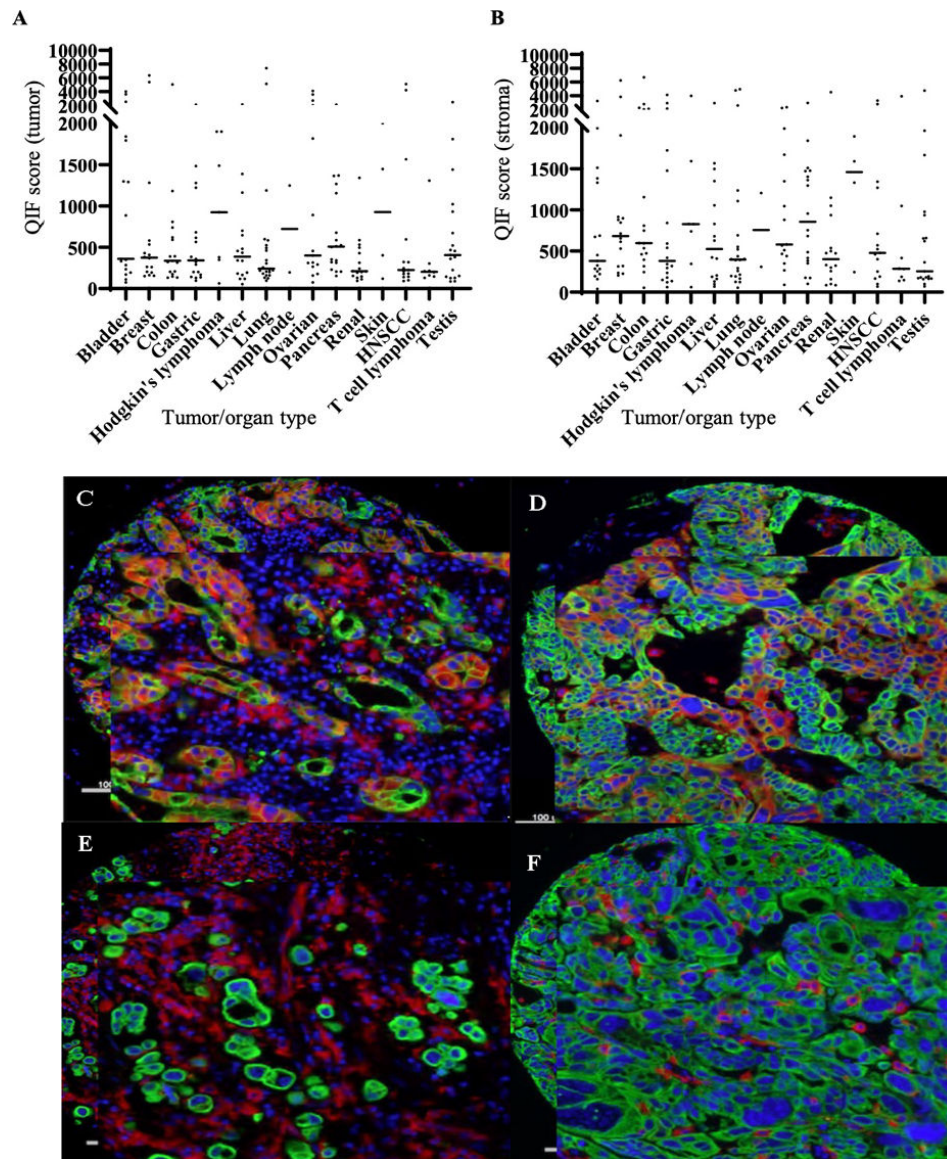 A
QIF score (tumor)
10000
8000
6000
4000
2000
2000
1500
1000
500
0
Bladder
Breast
Colon
Gastric
Hodgkin's lymphoma
Liver
Lung
Lymph node
Ovarian
Pancreas
Renal
Skin
HNSCC
T cell lymphoma
Testis
Tumor/organ type
B
QIF score (stroma)
10000
8000
6000
4000
2000
2000
1500
1000
500
0
Bladder
Breast
Colon
Gastric
Hodgkin's lymphoma
Liver
Lung
Lymph node
Ovarian
Pancreas
Renal
Skin
HNSCC
T cell lymphoma
Testis
Tumor/organ type
C
100
D
100
E
F